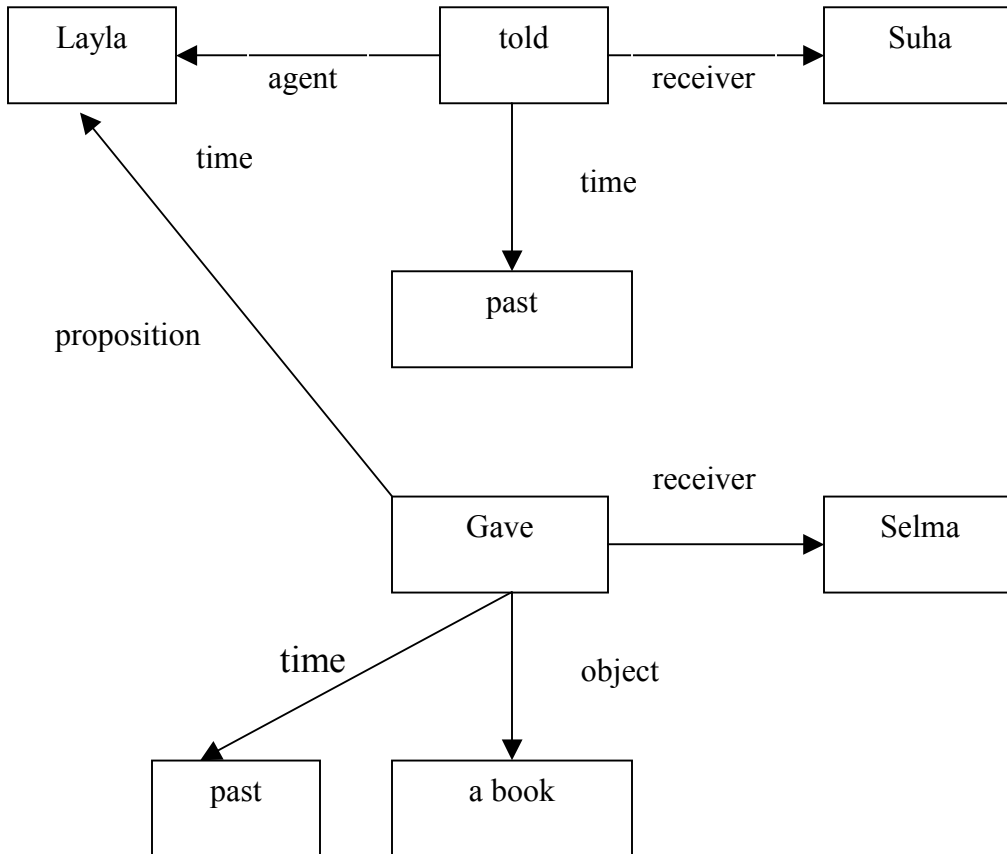 Layla
told
Suha
agent
receiver
time
time
past
proposition
receiver
Gave
Selma
time
object
past
a book